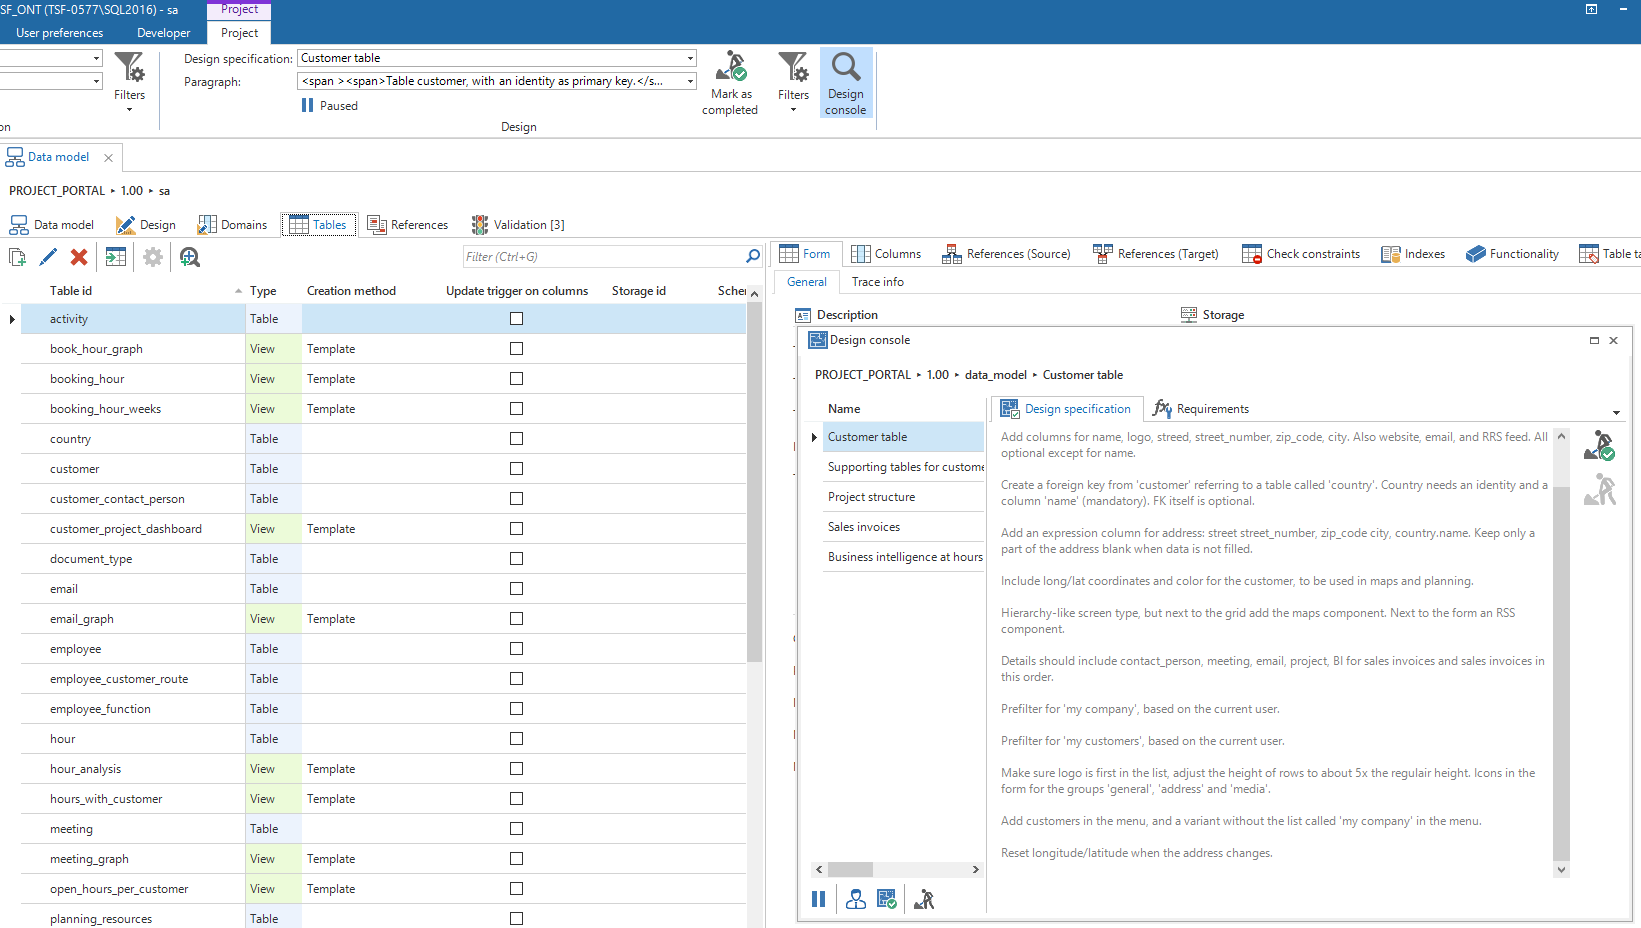 SF_ONT (TSF-0577\SQL2016) - sa
Project
User preferences
Developer
Project
Filters
on
Design specification:
Customer table
Paragraph:
<span ><span>Table customer, with an identity as primary key.</s...
Paused
Mark as
completed
Filters
Design
console
Design
Data model
PROJECT_PORTAL ▸ 1.00 ▸ sa
Data model
Design
Domains
Tables
References
Validation [3]
Filter (Ctrl+G)
Table id
Type
Creation method
Update trigger on columns
Storage id
Schem
activity Table
book_hour_graph View Template
booking_hour View Template
booking_hour_weeks View Template
country Table
customer Table
customer_contact_person Table
customer_project_dashboard View Template
document_type Table
email Table
email_graph View Template
employee Table
employee_customer_route Table
employee_function Table
hour Table
hour_analysis View Template
hours_with_customer View Template
meeting Table
meeting_graph View Template
open_hours_per_customer View Template
planning_resources Table
Form
Columns
References (Source)
References (Target)
Check constraints
Indexes
Functionality
Table ta
General
Trace info
Description
Storage
Design console
PROJECT_PORTAL ▸ 1.00 ▸ data_model ▸ Customer table
Name
Customer table
Supporting tables for custome
Project structure
Sales invoices
Business intelligence at hours
Design specification
Requirements
Add columns for name, logo, streed, street_number, zip_code, city. Also website, email, and RRS feed. All
optional except for name.
Create a foreign key from 'customer' referring to a table called 'country'. Country needs an identity and a
column 'name' (mandatory). FK itself is optional.
Add an expression column for address: street street_number, zip_code city, country.name. Keep only a
part of the address blank when data is not filled.
Include long/lat coordinates and color for the customer, to be used in maps and planning.
Hierarchy-like screen type, but next to the grid add the maps component. Next to the form an RSS
component.
Details should include contact_person, meeting, email, project, BI for sales invoices and sales invoices in
this order.
Prefilter for 'my company', based on the current user.
Prefilter for 'my customers', based on the current user.
Make sure logo is first in the list, adjust the height of rows to about 5x the regulair height. Icons in the
form for the groups 'general', 'address' and 'media'.
Add customers in the menu, and a variant without the list called 'my company' in the menu.
Reset longitude/latitude when the address changes.